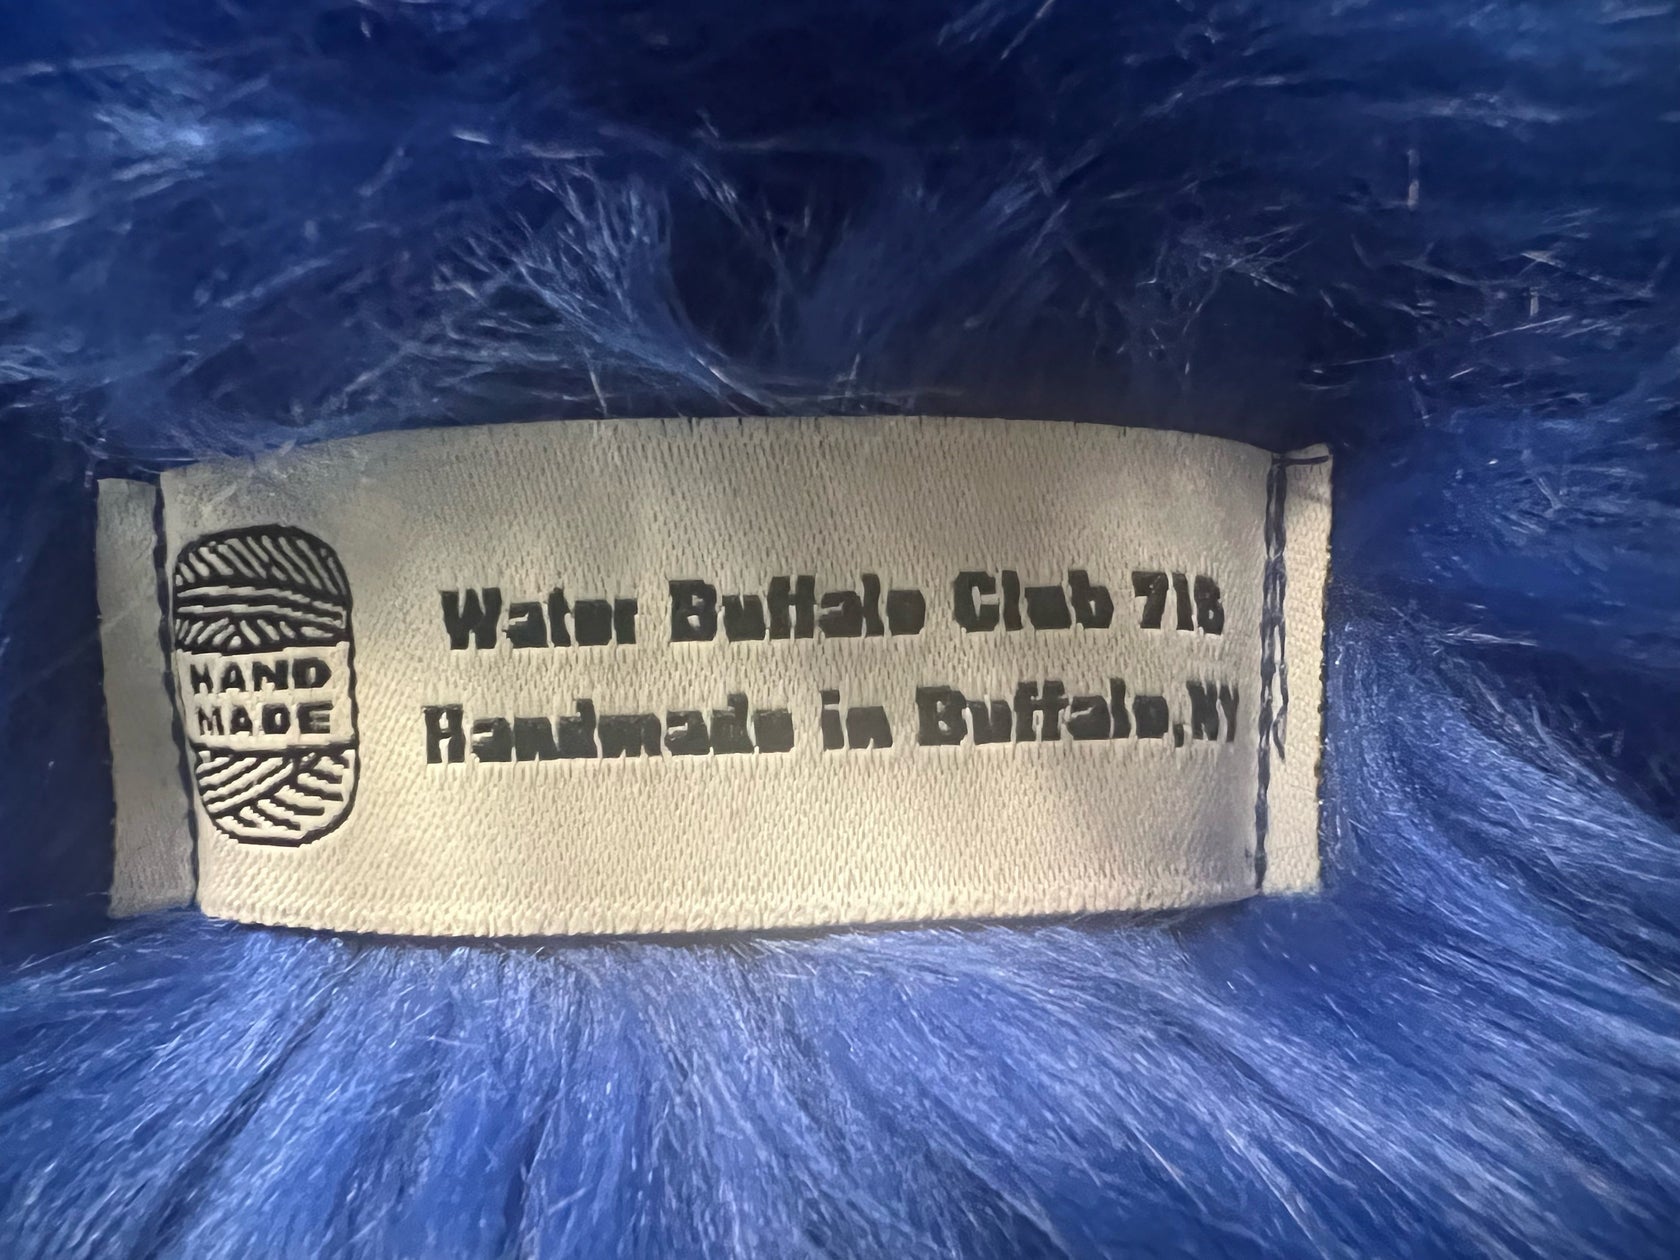 HAND
MADE
Water Buffalo Club 716
Handmade in Buffalo, NY